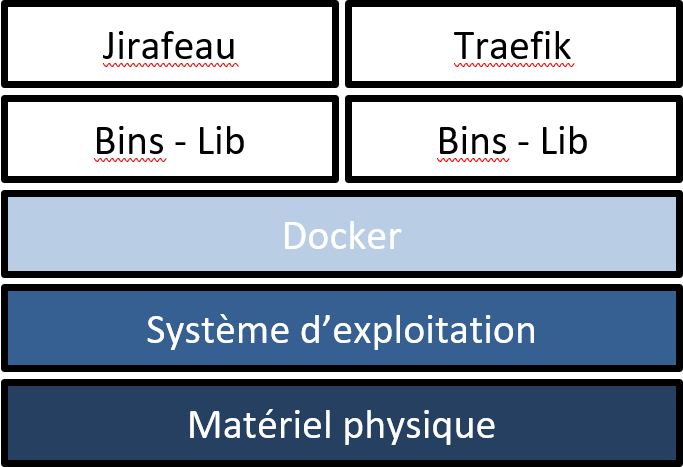 Jirafeau
Traefik
Bins - Lib
Bins - Lib
Docker
Système d’exploitation
Matériel physique